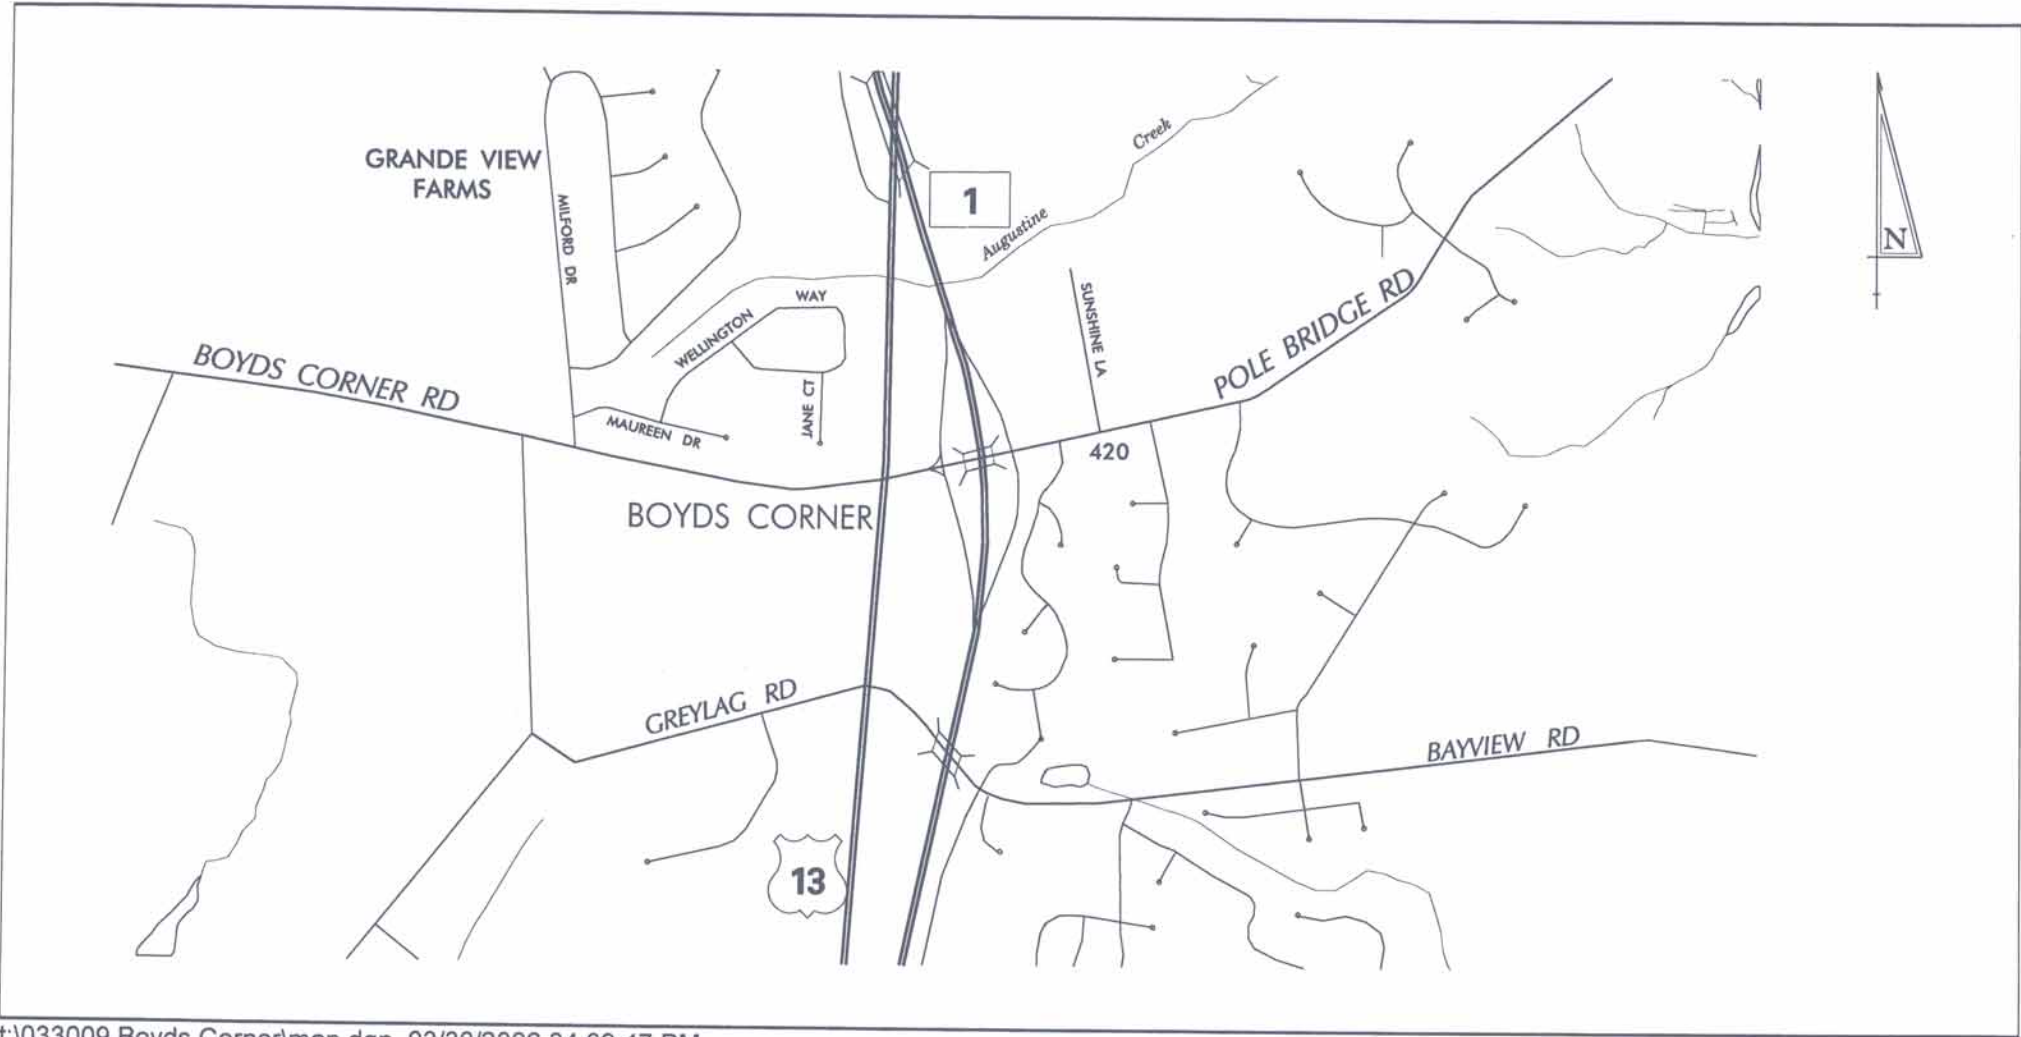 GRANDE VIEW
FARMS
MILFORD DR
1
Augustine
Creek
N
WAY
WELLINGTON
SUNSHINE LA
POLE BRIDGE RD
BOYDS CORNER RD
MAUREEN DR
JANE CT
420
BOYDS CORNER
GREYLAG RD
BAYVIEW RD
13